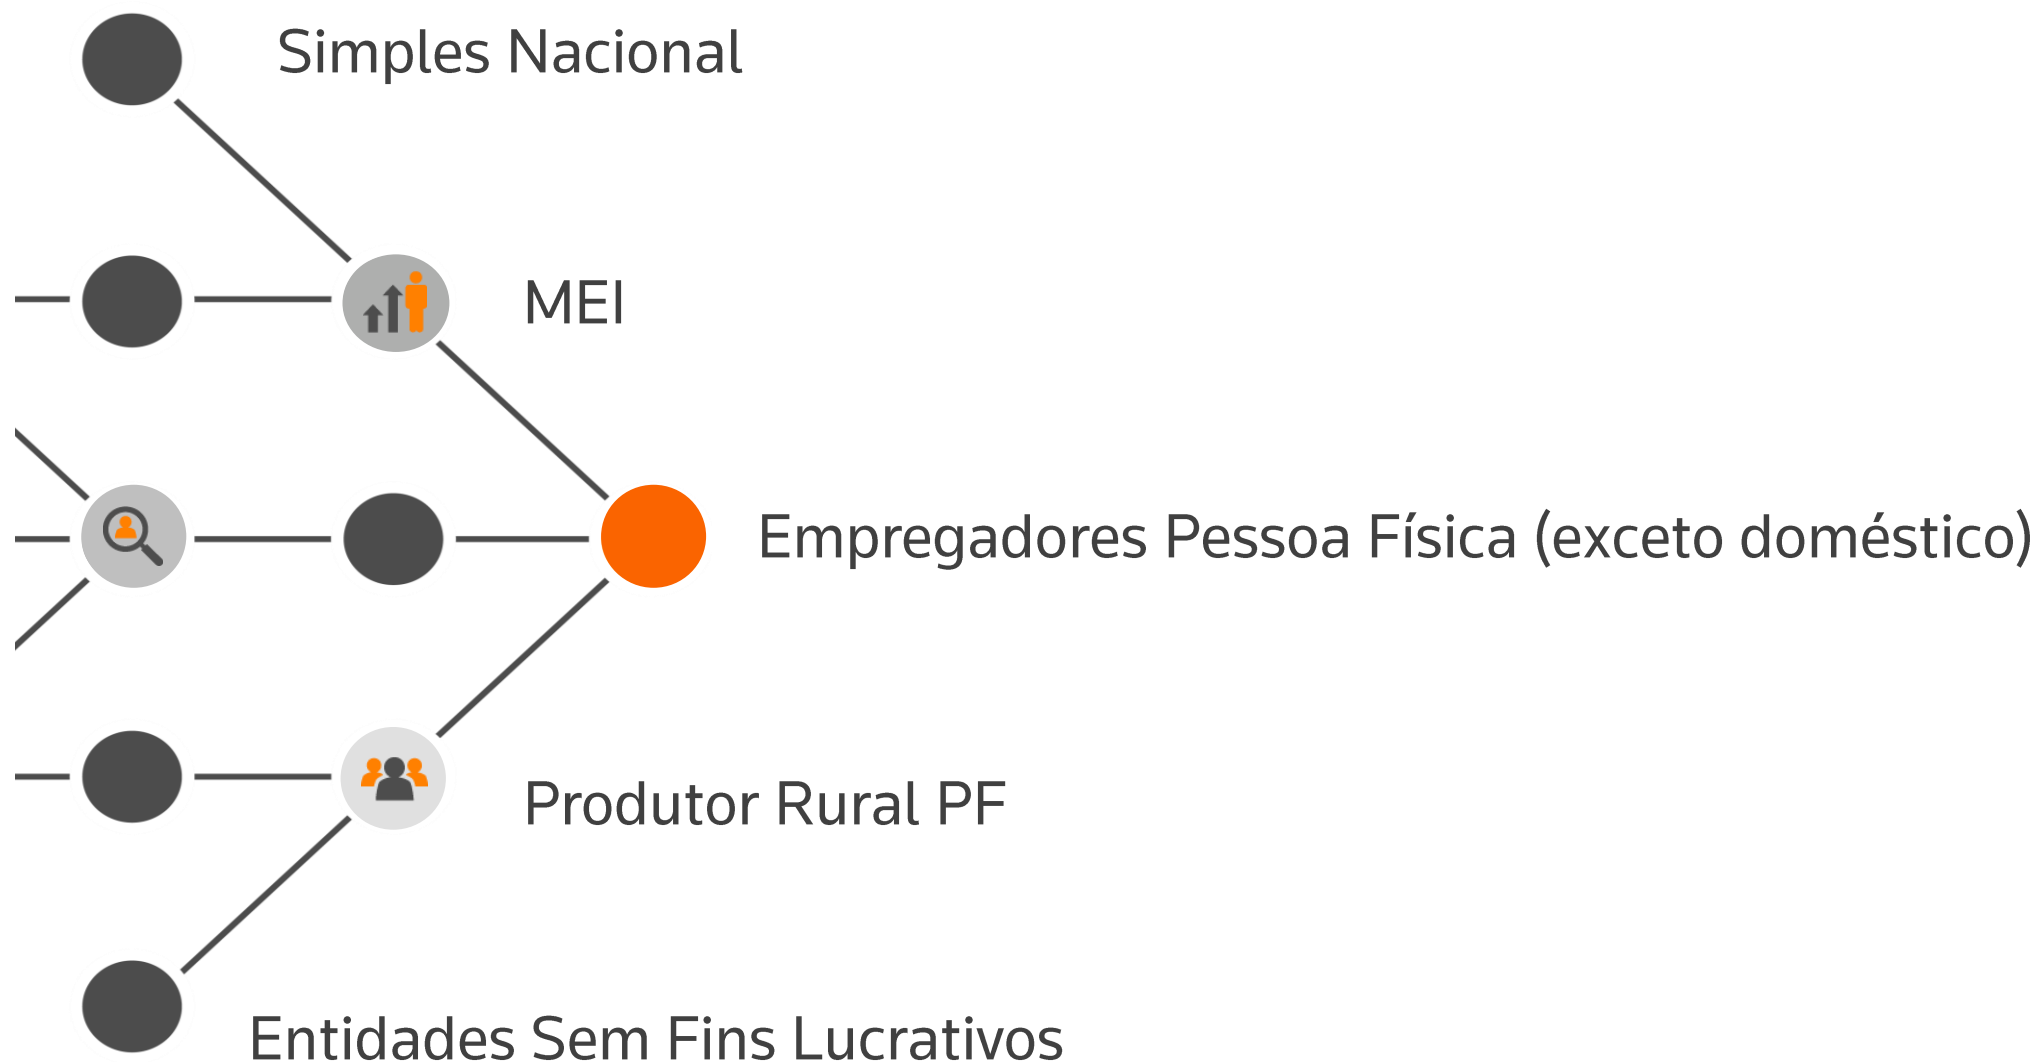 Simples Nacional
MEI
Empregadores Pessoa Física (exceto doméstico)
Produtor Rural PF
Entidades Sem Fins Lucrativos